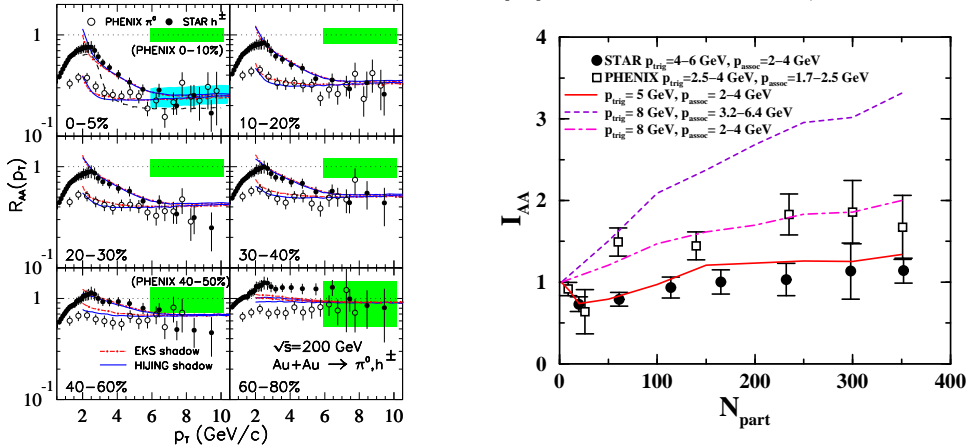 PHENIX π⁰ STAR h±
1
(PHENIX 0−10%)
10⁻¹
0−5%
10−20%
R_AA(p_T)
1
10⁻¹
20−30%
30−40%
(PHENIX 40−50%)
1
√s=200 GeV
EKS shadow
HIJING shadow
Au+Au → π⁰,h±
10⁻¹
40−60%
60−80%
2 4 6 8 10 2 4 6 8 10
p_T (GeV/c)
4
STAR p_trig=4−6 GeV, p_assoc=2−4 GeV
PHENIX p_trig=2.5−4 GeV, p_assoc=1.7−2.5 GeV
p_trig= 5 GeV, p_assoc= 2−4 GeV
p_trig= 8 GeV, p_assoc= 3.2−6.4 GeV
p_trig= 8 GeV, p_assoc= 2−4 GeV
3
I_AA
2
1
0
0 100 200 300 400
N_part